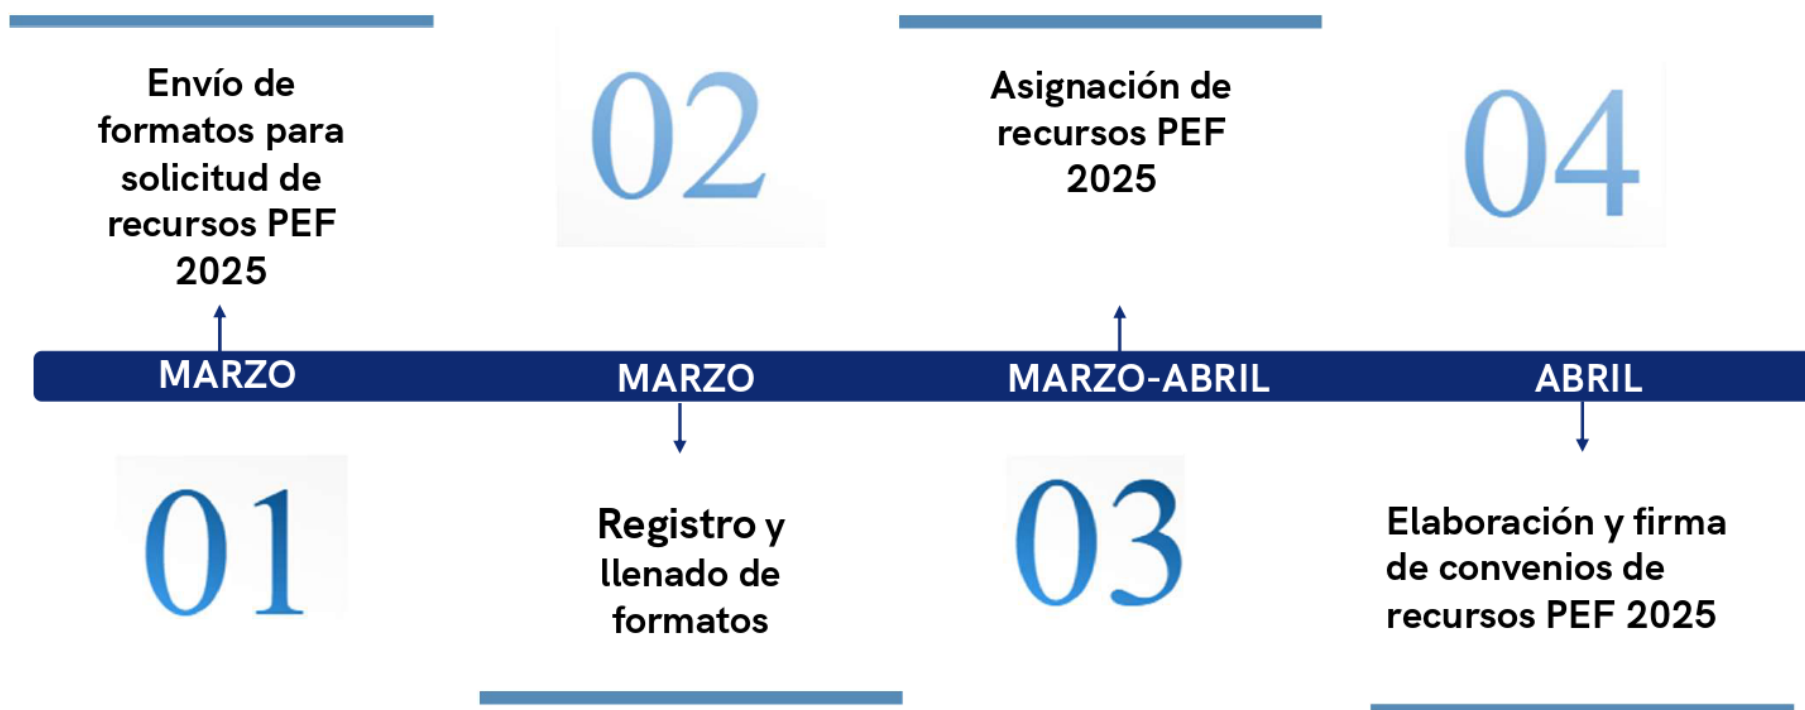 Envío de
formatos para
solicitud de
recursos PEF
2025
02
Asignación de
recursos PEF
2025
04
MARZO
MARZO
MARZO-ABRIL
ABRIL
01
Registro y
llenado de
formatos
03
Elaboración y firma
de convenios de
recursos PEF 2025